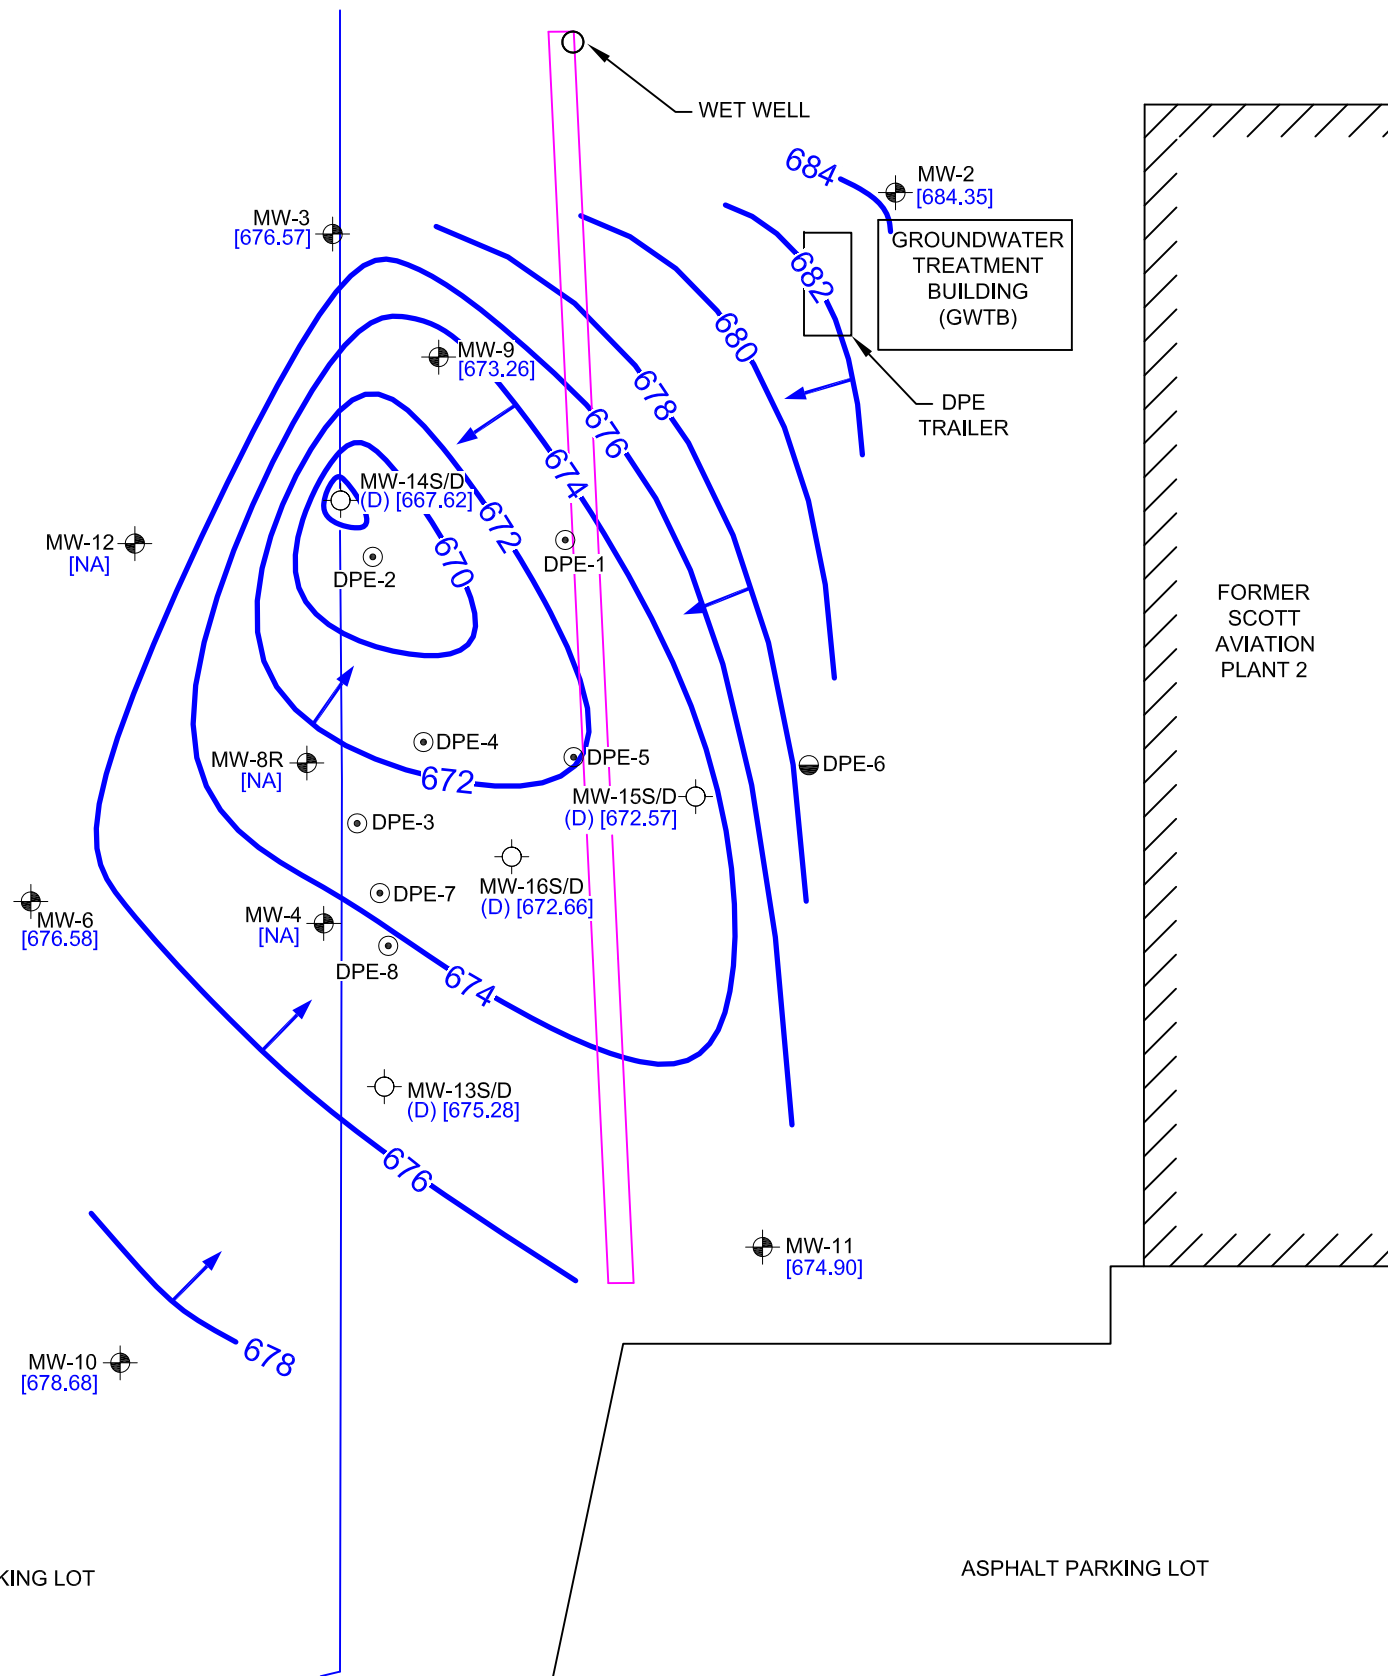 WET WELL
684
MW-2
[684.35]
MW-3
[676.57]
GROUNDWATER
TREATMENT
BUILDING
(GWTB)
682
680
MW-9
[673.26]
678
DPE
TRAILER
676
674
MW-14S/D
(D) [667.62]
672
MW-12
[NA]
670
DPE-1
DPE-2
FORMER
SCOTT
AVIATION
PLANT 2
DPE-4
MW-8R
[NA]
DPE-5
DPE-6
672
MW-15S/D
(D) [672.57]
DPE-3
MW-16S/D
(D) [672.66]
DPE-7
MW-6
[676.58]
MW-4
[NA]
DPE-8
674
MW-13S/D
(D) [675.28]
676
MW-11
[674.90]
678
MW-10
[678.68]
KING LOT
ASPHALT PARKING LOT